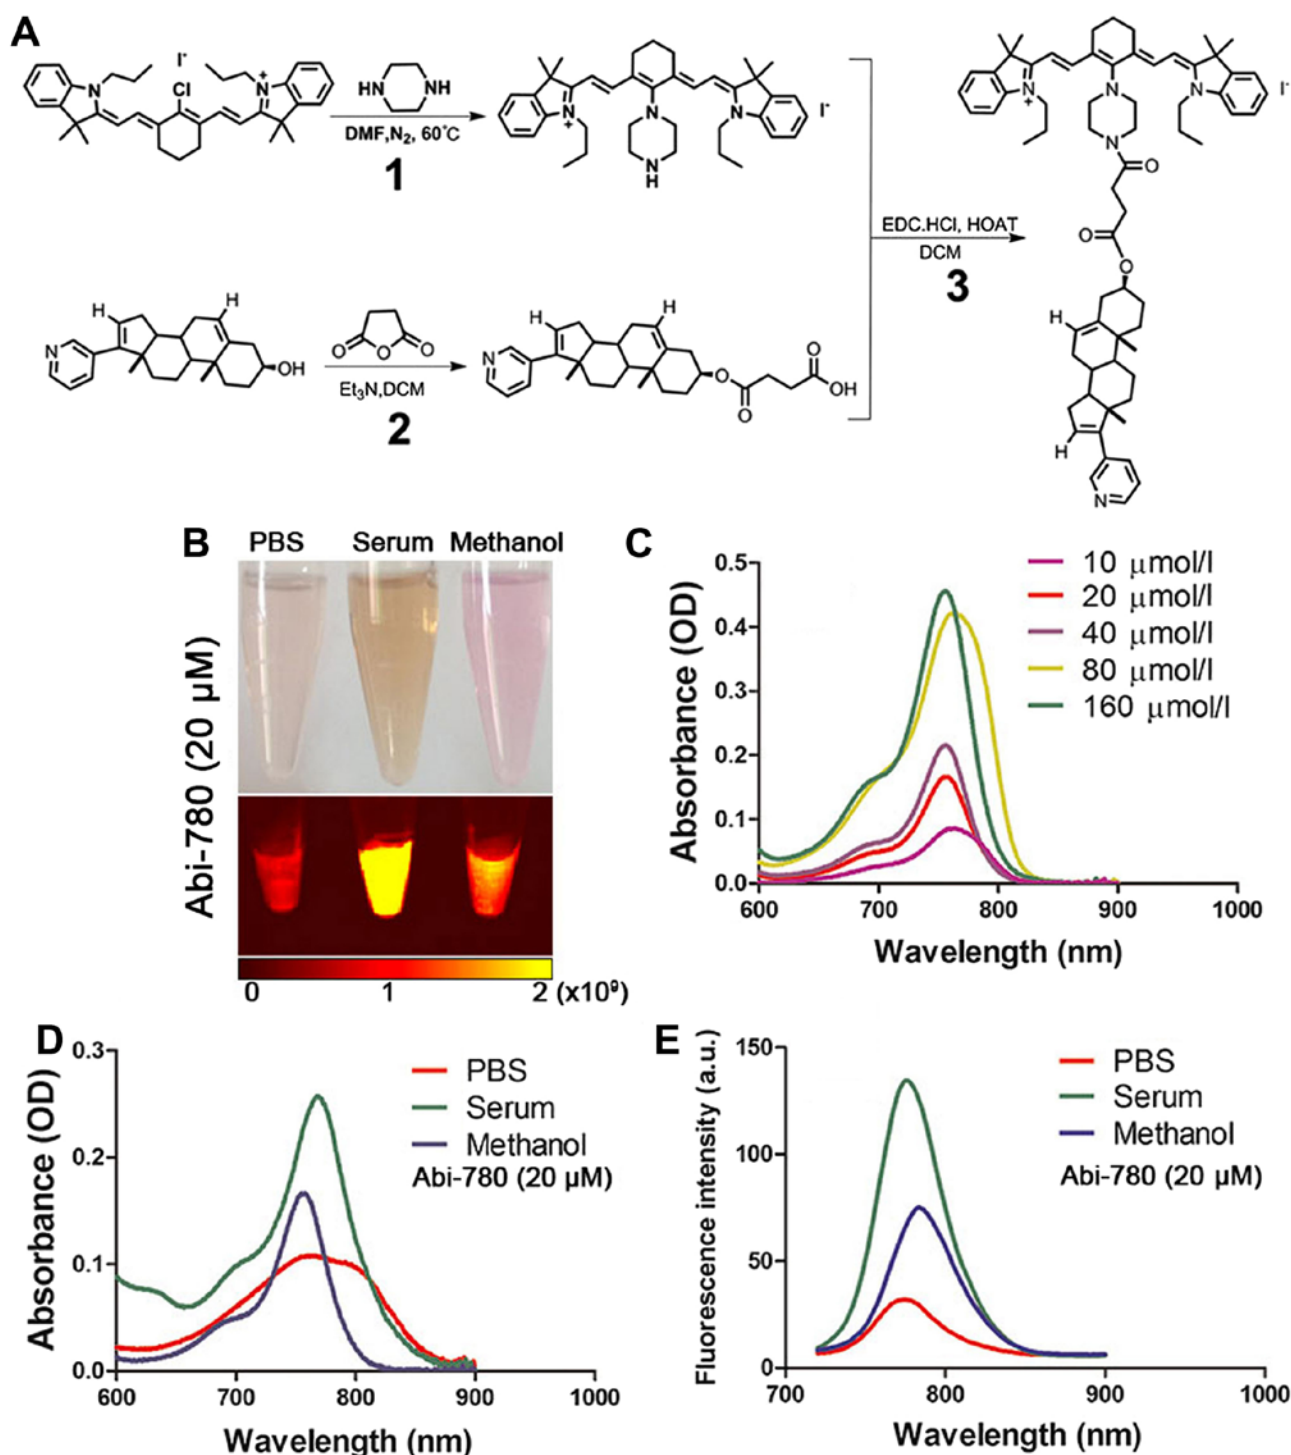 A
I-
N
Cl
N
+
HN
NH
DMF,N₂, 60°C
1
N
+
N
N
N
H
I-
N
+
N
N
N
I-
O
O
O
H
H
N
EDC.HCl, HOAT
DCM
3
H
H
N
OH
O
O
O
Et₃N,DCM
2
H
H
N
O
O
O
OH
B
PBS Serum Methanol
Abi-780 (20 μM)
0 1 2 (x10⁹)
C
Absorbance (OD)
0.5
0.4
0.3
0.2
0.1
0.0
600 700 800 900 1000
Wavelength (nm)
10 μmol/l
20 μmol/l
40 μmol/l
80 μmol/l
160 μmol/l
D
Absorbance (OD)
0.3
0.2
0.1
0.0
600 700 800 900 1000
Wavelength (nm)
PBS
Serum
Methanol
Abi-780 (20 μM)
E
Fluorescence intensity (a.u.)
150
100
50
0
700 800 900 1000
Wavelength (nm)
PBS
Serum
Methanol
Abi-780 (20 μM)